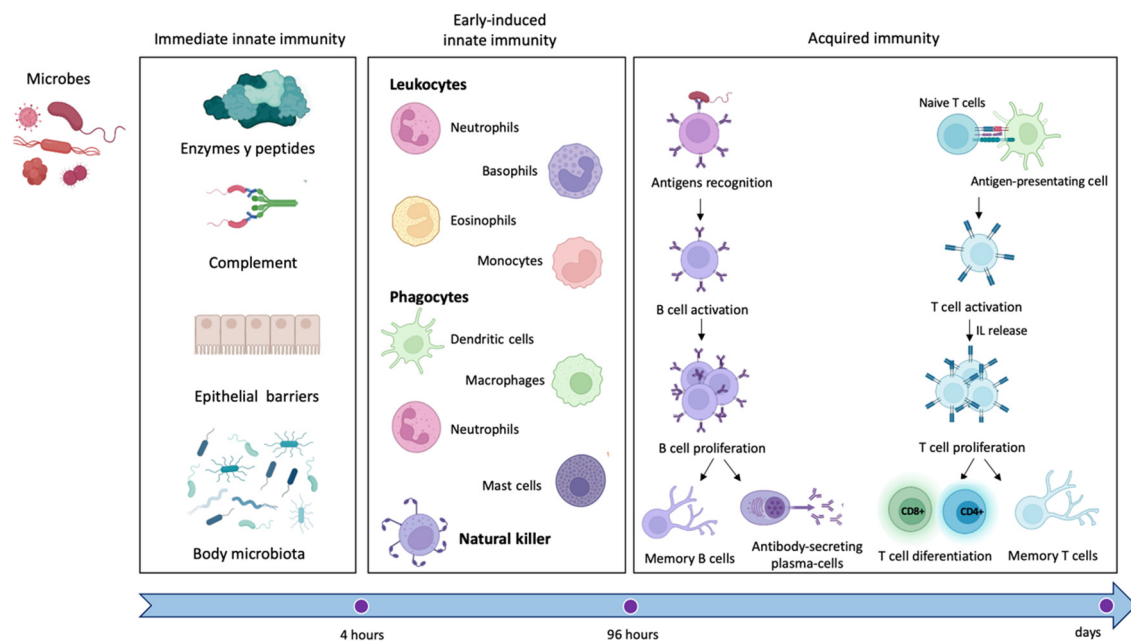 Microbes
Immediate innate immunity
Enzymes y peptides
Complement
Epithelial barriers
Body microbiota
Early-induced
innate immunity
Leukocytes
Neutrophils
Basophils
Eosinophils
Monocytes
Phagocytes
Dendritic cells
Macrophages
Neutrophils
Mast cells
Natural killer
Acquired immunity
Antigens recognition
B cell activation
B cell proliferation
Memory B cells
Antibody-secreting
plasma-cells
Naive T cells
Antigen-presentating cell
T cell activation
IL release
T cell proliferation
CD8+
CD4+
T cell diferentiation
Memory T cells
4 hours
96 hours
days